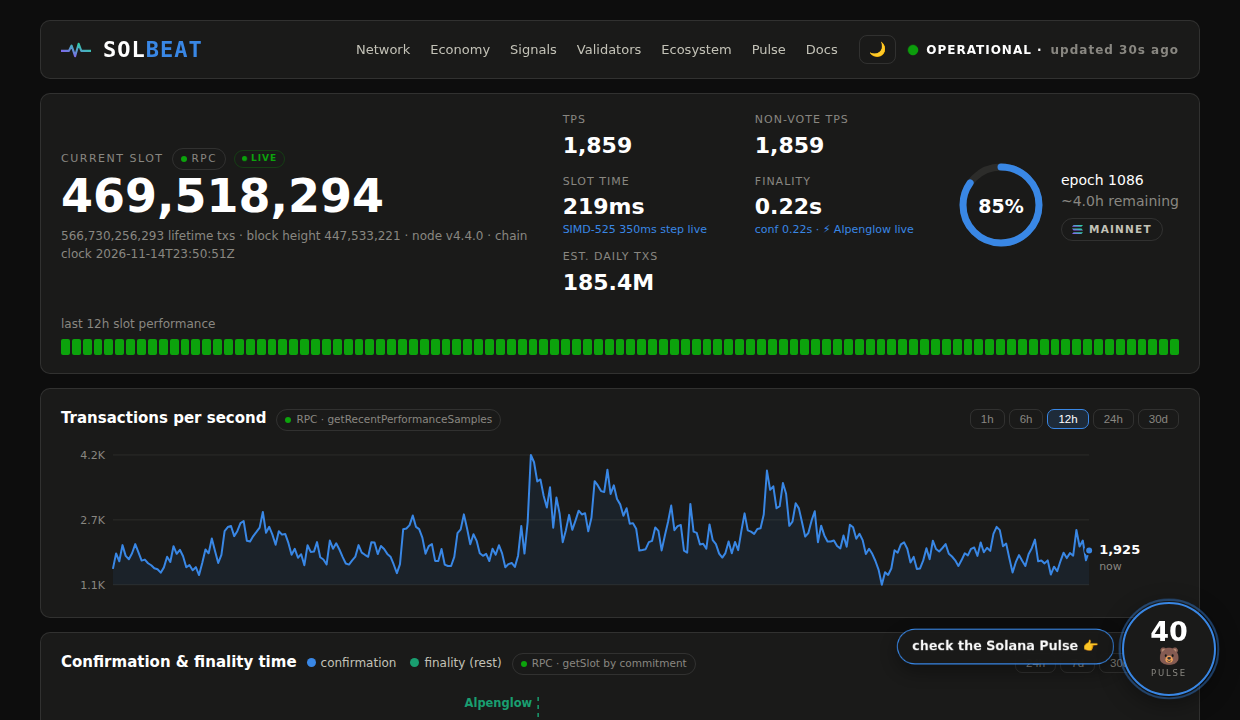 SOLBEAT
Network Economy Signals Validators Ecosystem Pulse Docs 🌙 OPERATIONAL · updated 30s ago
CURRENT SLOT RPC LIVE
469,518,294
566,730,256,293 lifetime txs · block height 447,533,221 · node v4.4.0 · chain
clock 2026-11-14T23:50:51Z
TPS
1,859
NON-VOTE TPS
1,859
SLOT TIME
219ms
SIMD-525 350ms step live
FINALITY
0.22s
conf 0.22s · ⚡ Alpenglow live
EST. DAILY TXS
185.4M
85%
epoch 1086
~4.0h remaining
MAINNET
last 12h slot performance
Transactions per second RPC · getRecentPerformanceSamples
1h 6h 12h 24h 30d
4.2K
2.7K
1.1K
1,925
now
Confirmation & finality time confirmation finality (rest) RPC · getSlot by commitment
Alpenglow
check the Solana Pulse 👉
40
🐻
PULSE